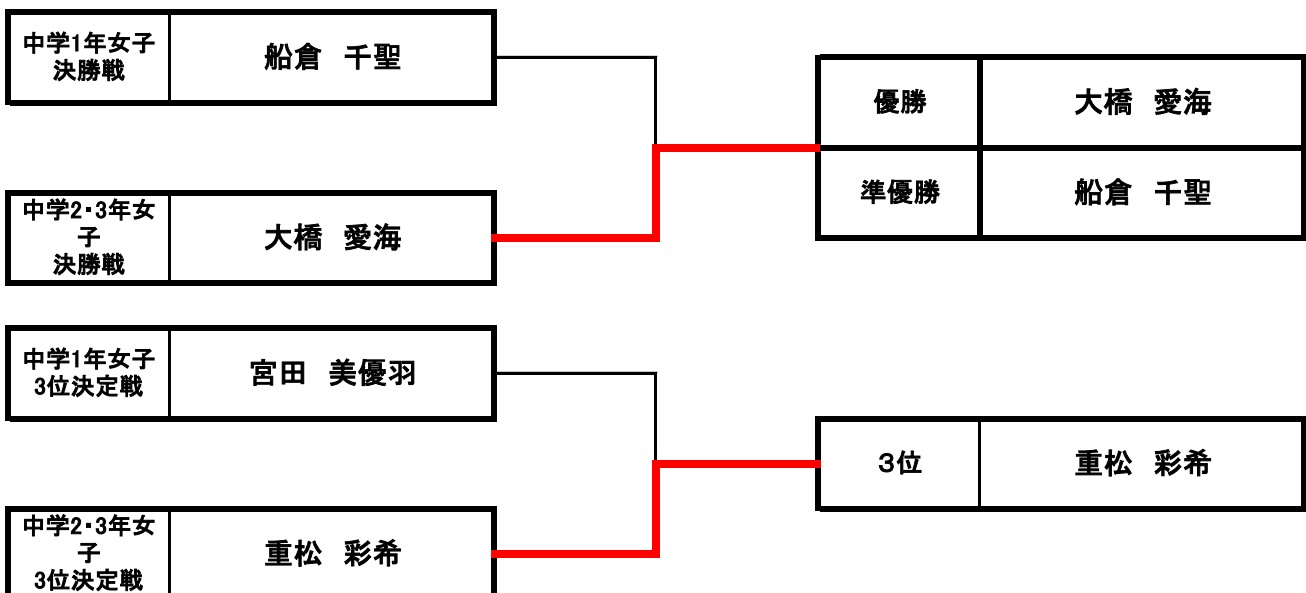 中学1年女子
決勝戦
船倉　千聖
中学2・3年女
子
決勝戦
大橋　愛海
優勝
大橋　愛海
準優勝
船倉　千聖
中学1年女子
3位決定戦
宮田　美優羽
中学2・3年女
子
3位決定戦
重松　彩希
3位
重松　彩希